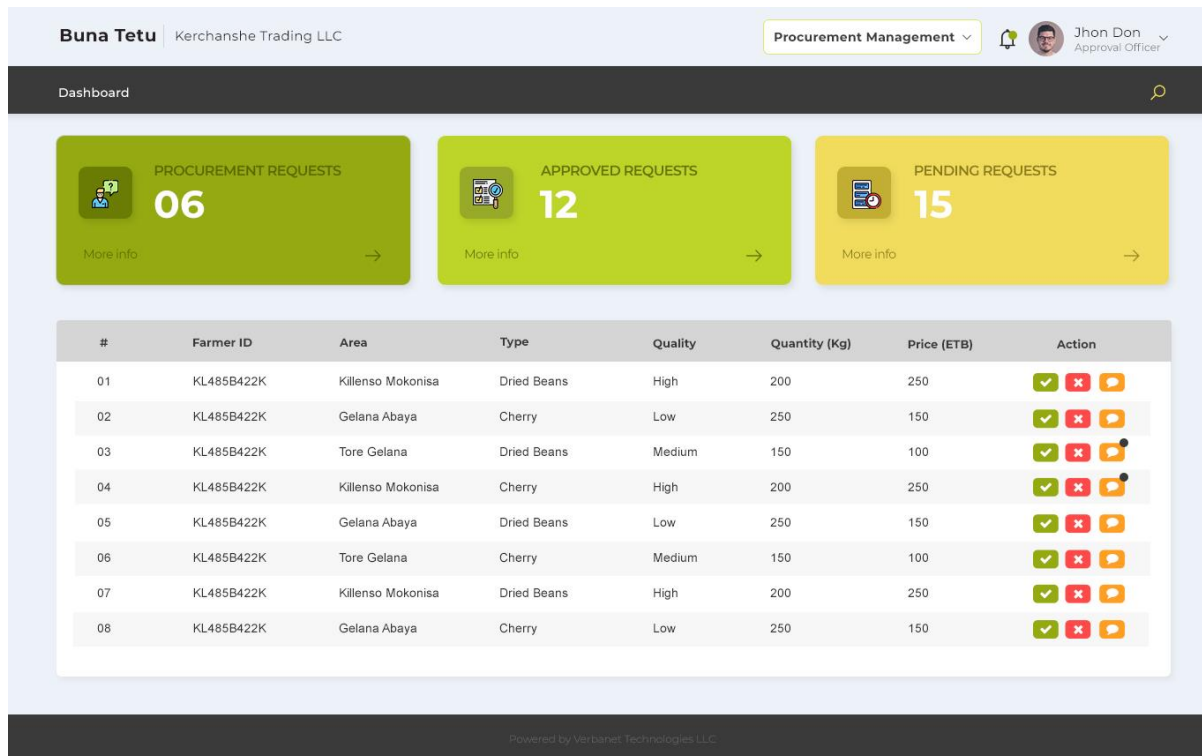 Buna Tetu Kerchanshe Trading LLC Procurement Management Jhon Don
Approval Officer
Dashboard
PROCUREMENT REQUESTS
06
More info
APPROVED REQUESTS
12
More info
PENDING REQUESTS
15
More info
# Farmer ID Area Type Quality Quantity (Kg) Price (ETB) Action
01 KL485B422K Killenso Mokonisa Dried Beans High 200 250
02 KL485B422K Gelana Abaya Cherry Low 250 150
03 KL485B422K Tore Gelana Dried Beans Medium 150 100
04 KL485B422K Killenso Mokonisa Cherry High 200 250
05 KL485B422K Gelana Abaya Dried Beans Low 250 150
06 KL485B422K Tore Gelana Cherry Medium 150 100
07 KL485B422K Killenso Mokonisa Dried Beans High 200 250
08 KL485B422K Gelana Abaya Cherry Low 250 150
Powered by Verbanet Technologies LLC